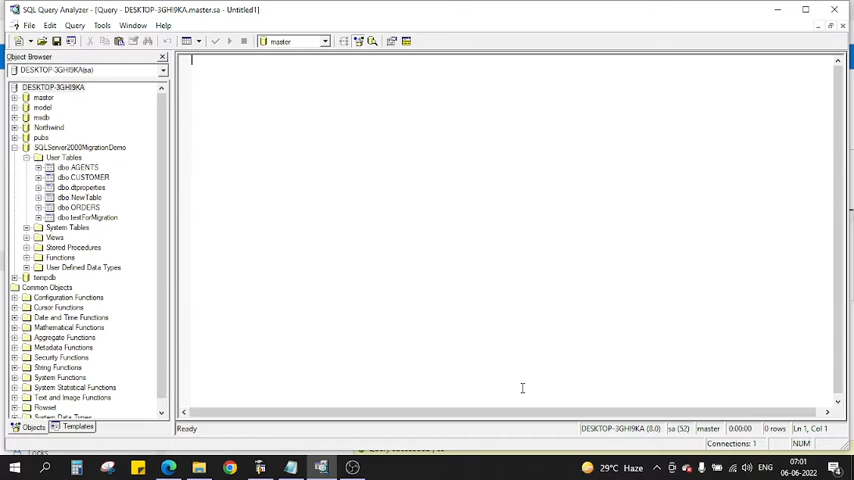 SQL Query Analyzer - [Query - DESKTOP-3GHI9KA.master.sa - Untitled1]
File Edit Query Tools Window Help
master
Object Browser
DESKTOP-3GHI9KA(sa)
DESKTOP-3GHI9KA
master
model
msdb
Northwind
pubs
SQLServer2000MigrationDemo
User Tables
dbo.AGENTS
dbo.CUSTOMER
dbo.dtproperties
dbo.NewTable
dbo.ORDERS
dbo.testForMigration
System Tables
Views
Stored Procedures
Functions
User Defined Data Types
tempdb
Common Objects
Configuration Functions
Cursor Functions
Date and Time Functions
Mathematical Functions
Aggregate Functions
Metadata Functions
Security Functions
String Functions
System Functions
System Statistical Functions
Text and Image Functions
Rowset
System Data Types
Objects Templates
Ready DESKTOP-3GHI9KA (8.0) sa (52) master 0:00:00 0 rows Ln 1, Col 1
Connections: 1 NUM
29°C Haze ENG 07:01
06-06-2022